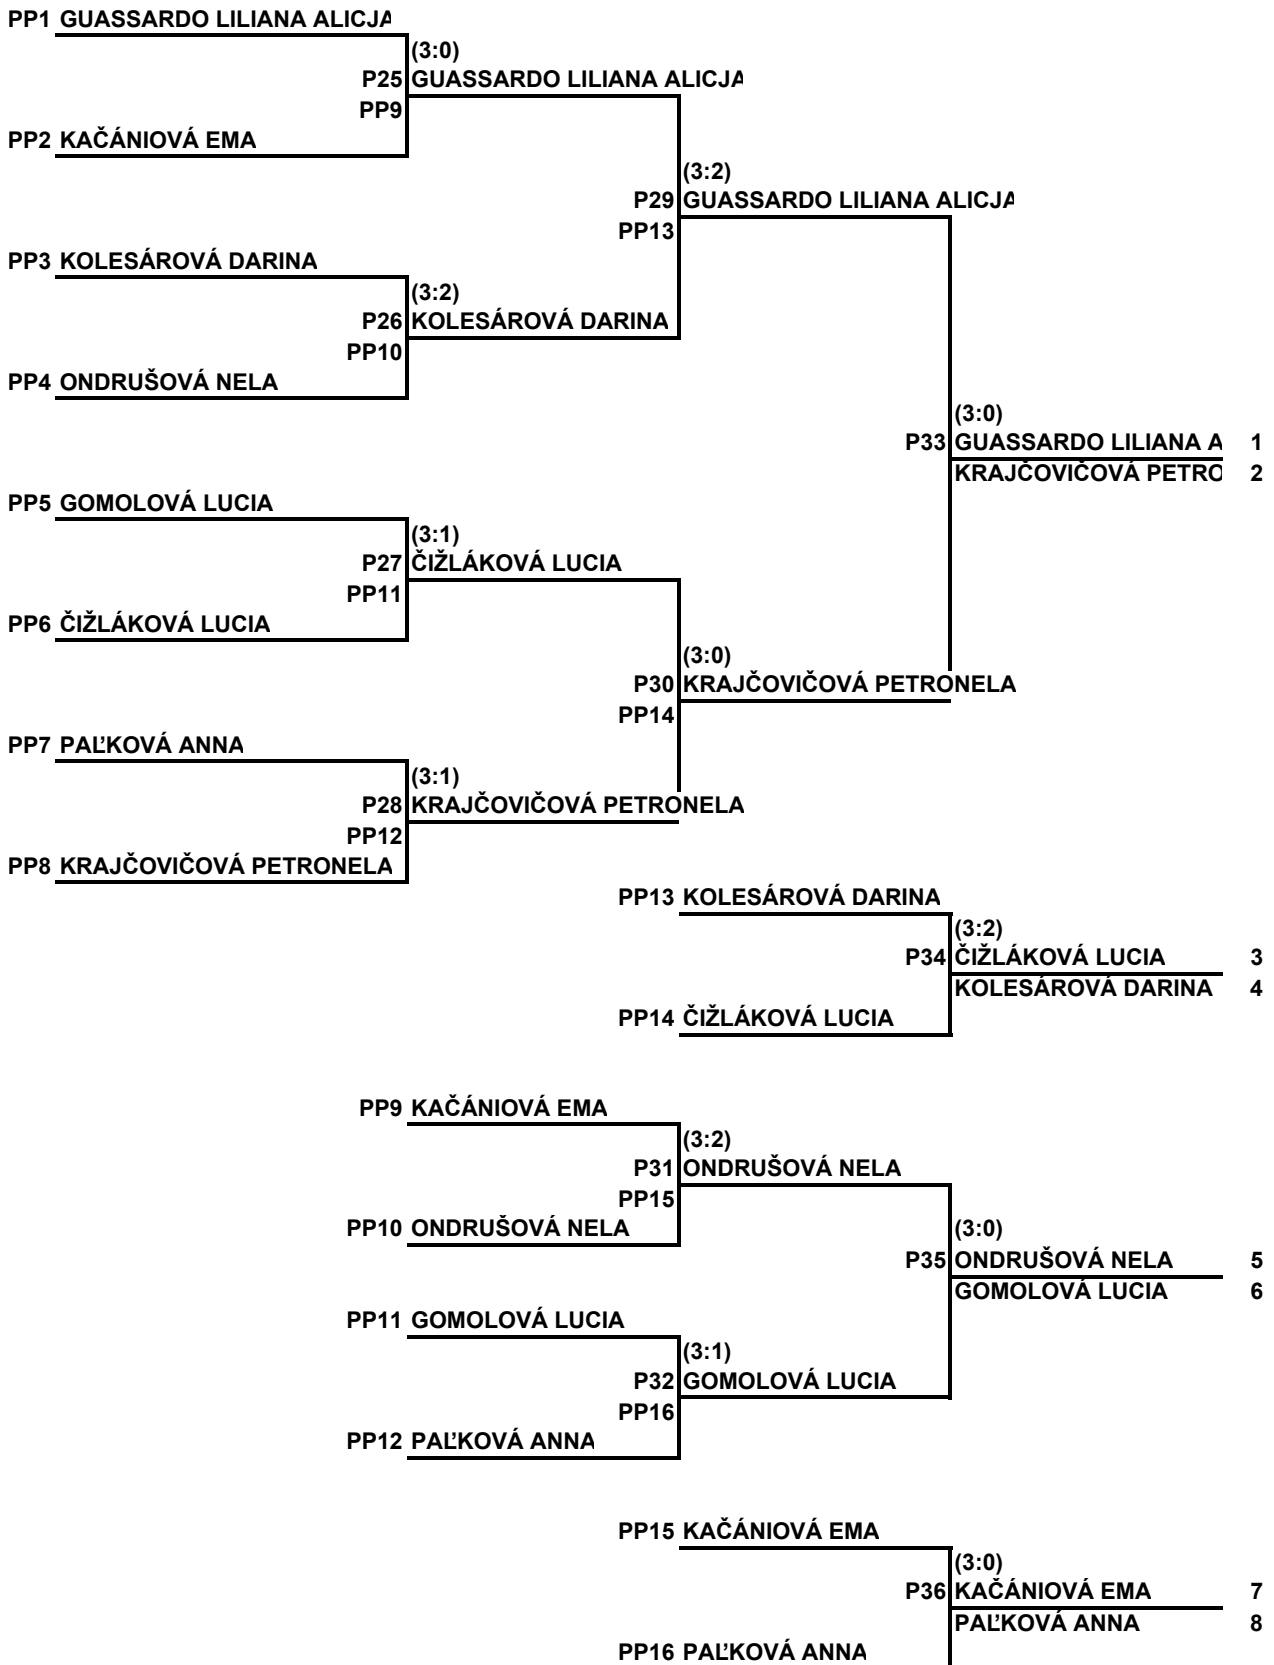 PP1 GUASSARDO LILIANA ALICJA
(3:0)
P25 GUASSARDO LILIANA ALICJA
PP9
PP2 KAČÁNIOVÁ EMA
(3:2)
P29 GUASSARDO LILIANA ALICJA
PP13
PP3 KOLESÁROVÁ DARINA
(3:2)
P26 KOLESÁROVÁ DARINA
PP10
PP4 ONDRUŠOVÁ NELA
(3:0)
P33 GUASSARDO LILIANA A 1
KRAJČOVIČOVÁ PETRO 2
PP5 GOMOLOVÁ LUCIA
(3:1)
P27 ČIŽLÁKOVÁ LUCIA
PP11
PP6 ČIŽLÁKOVÁ LUCIA
(3:0)
P30 KRAJČOVIČOVÁ PETRONELA
PP14
PP7 PAĽKOVÁ ANNA
(3:1)
P28 KRAJČOVIČOVÁ PETRONELA
PP12
PP8 KRAJČOVIČOVÁ PETRONELA
PP13 KOLESÁROVÁ DARINA
(3:2)
P34 ČIŽLÁKOVÁ LUCIA 3
KOLESÁROVÁ DARINA 4
PP14 ČIŽLÁKOVÁ LUCIA
PP9 KAČÁNIOVÁ EMA
(3:2)
P31 ONDRUŠOVÁ NELA
PP15
PP10 ONDRUŠOVÁ NELA
(3:0)
P35 ONDRUŠOVÁ NELA 5
GOMOLOVÁ LUCIA 6
PP11 GOMOLOVÁ LUCIA
(3:1)
P32 GOMOLOVÁ LUCIA
PP16
PP12 PAĽKOVÁ ANNA
PP15 KAČÁNIOVÁ EMA
(3:0)
P36 KAČÁNIOVÁ EMA 7
PAĽKOVÁ ANNA 8
PP16 PAĽKOVÁ ANNA